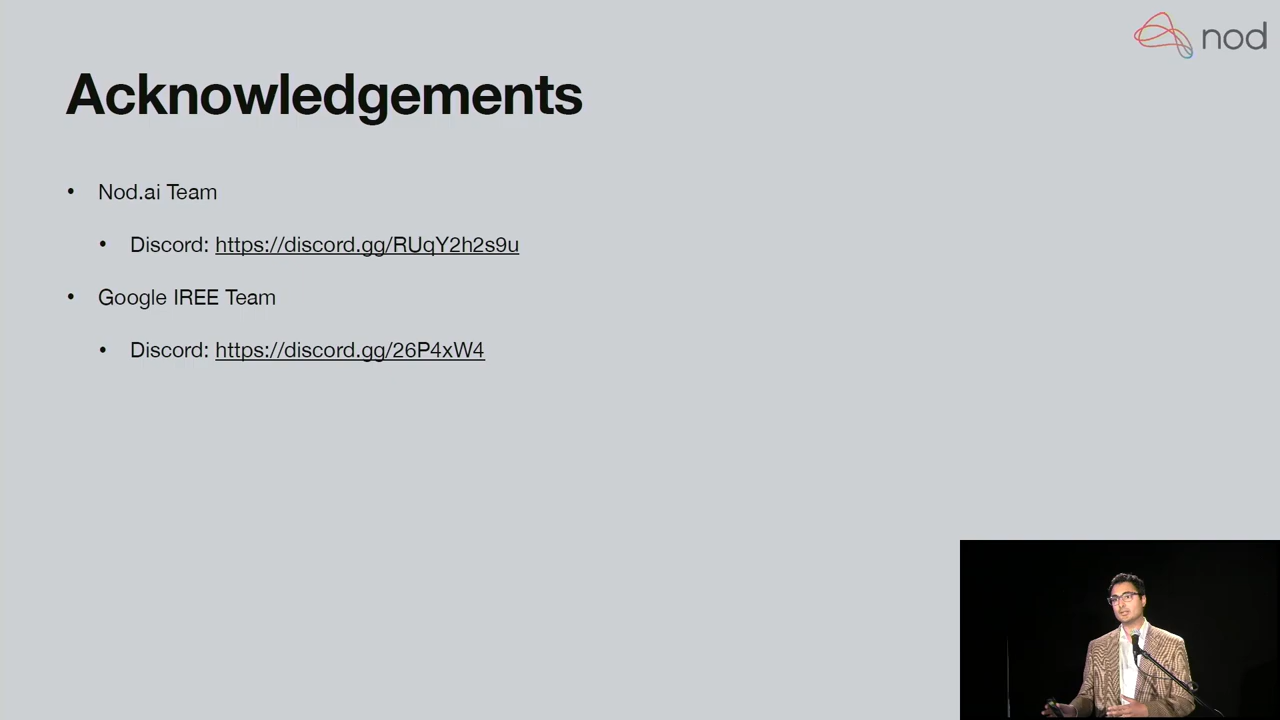 nod
Acknowledgements
• Nod.ai Team
• Discord: https://discord.gg/RUqY2h2s9u
• Google IREE Team
• Discord: https://discord.gg/26P4xW4